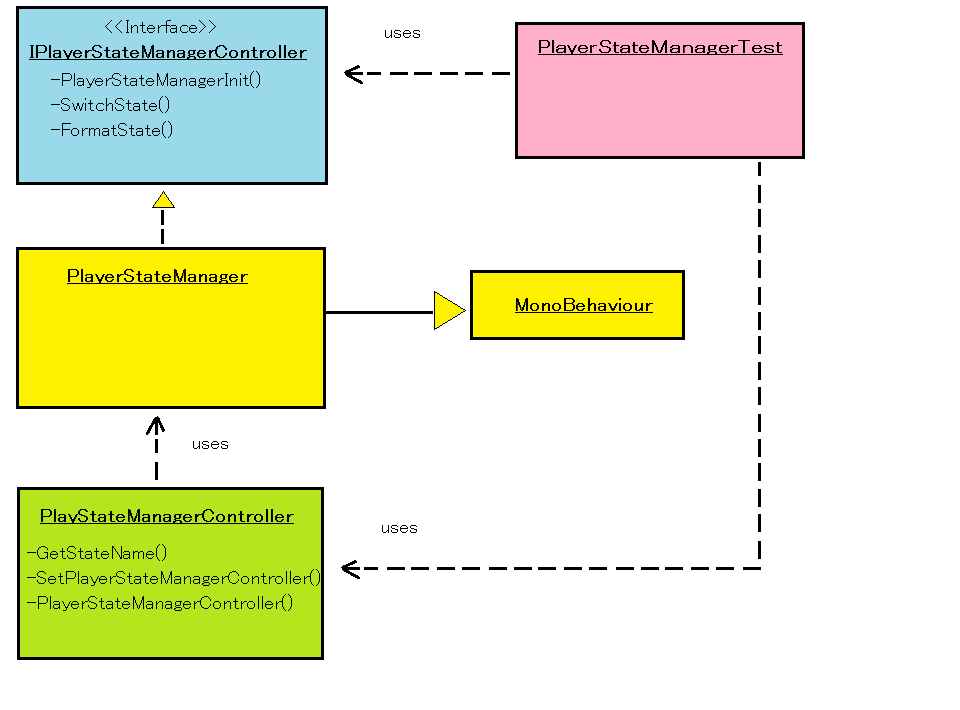 <<Interface>>
IPlayerStateManagerController
-PlayerStateManagerInit()
-SwitchState()
-FormatState()
uses
PlayerStateManagerTest
PlayerStateManager
MonoBehaviour
uses
PlayStateManagerController
-GetStateName()
-SetPlayerStateManagerController()
-PlayerStateManagerController()
uses